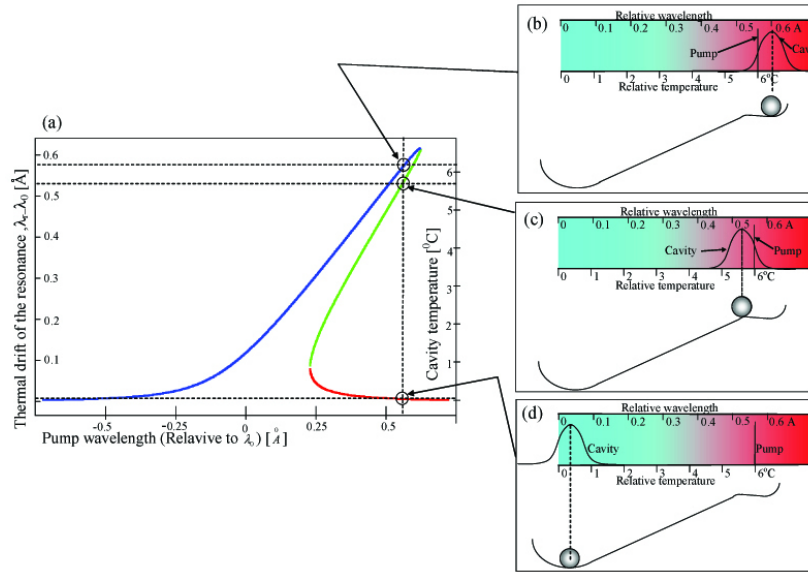 (a)
Thermal drift of the resonance ,λr-λ0 [Å]
0.6
0.5
0.4
0.3
0.2
0.1
-0.5
-0.25
0
0.25
0.5
Pump wavelength (Relavive to λ0) [Å]
Cavity temperature [⁰C]
6
5
4
3
2
1
(b)
Relative wavelength
0 0.1 0.2 0.3 0.4 0.5 0.6 A
Pump
Cav
0 1 2 3 4 5 6°C
Relative temperature
(c)
Relative wavelength
0 0.1 0.2 0.3 0.4 0.5 0.6 A
Cavity
Pump
0 1 2 3 4 5 6°C
Relative temperature
(d)
Relative wavelength
0 0.1 0.2 0.3 0.4 0.5 0.6 A
Cavity
Pump
0 1 2 3 4 5 6°C
Relative temperature